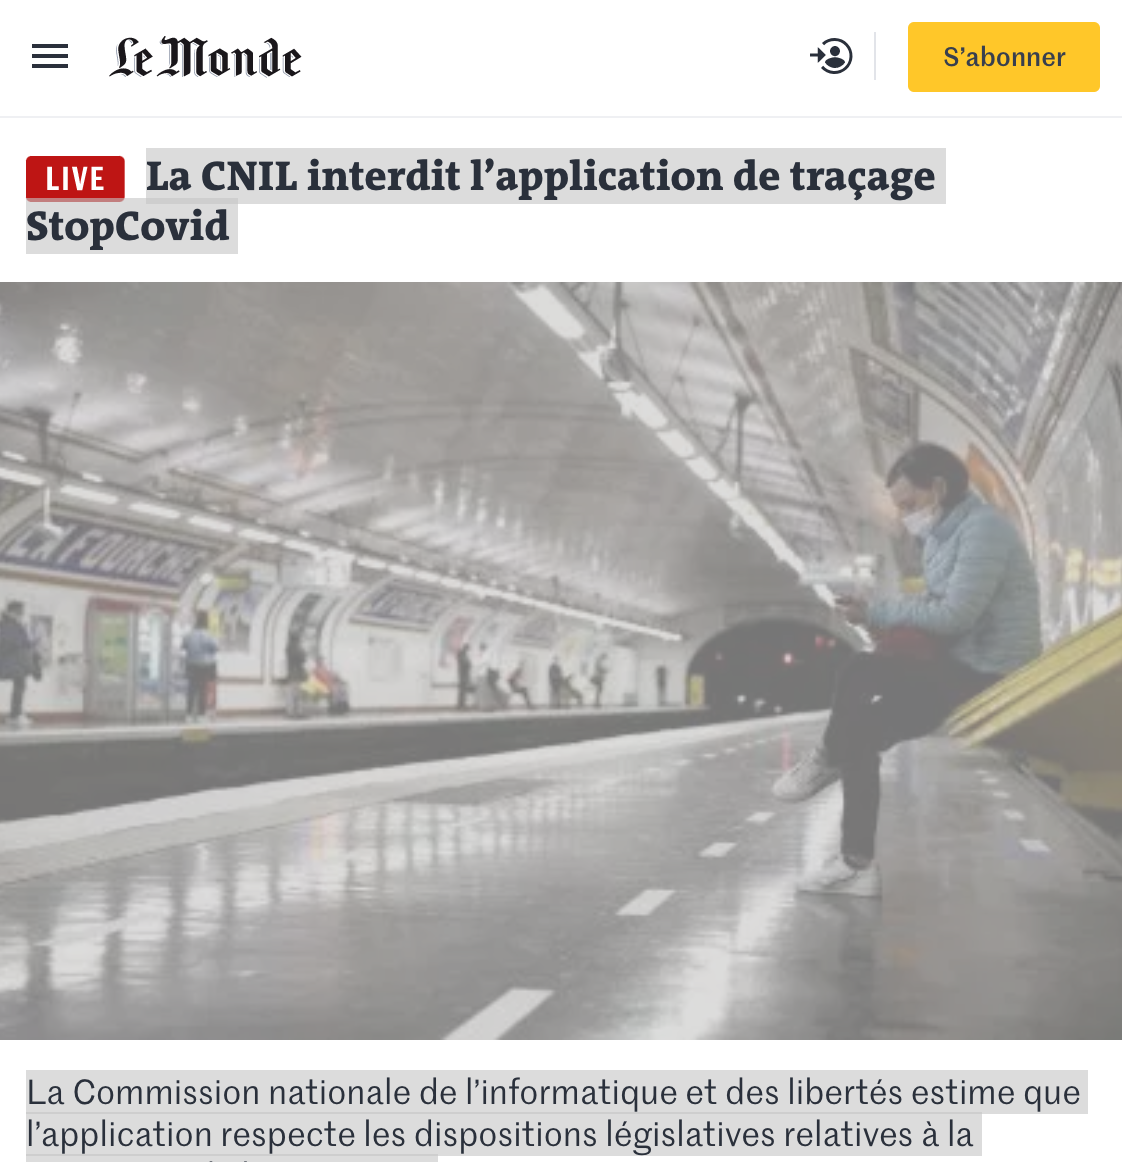 Le Monde
S’abonner
LIVE La CNIL interdit l’application de traçage
StopCovid
LA FOURCHE
La Commission nationale de l’informatique et des libertés estime que
l’application respecte les dispositions législatives relatives à la